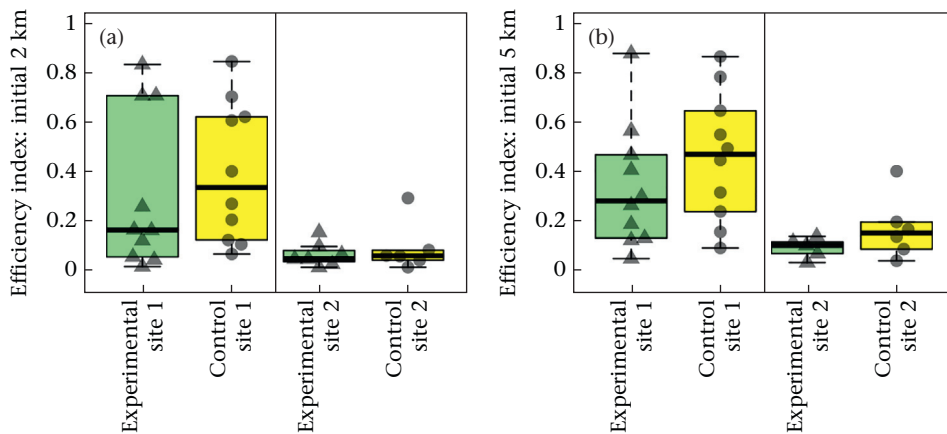 Efficiency index: initial 2 km
(a)
1
0.8
0.6
0.4
0.2
0
Experimental
site 1
Control
site 1
Experimental
site 2
Control
site 2
Efficiency index: initial 5 km
(b)
1
0.8
0.6
0.4
0.2
0
Experimental
site 1
Control
site 1
Experimental
site 2
Control
site 2